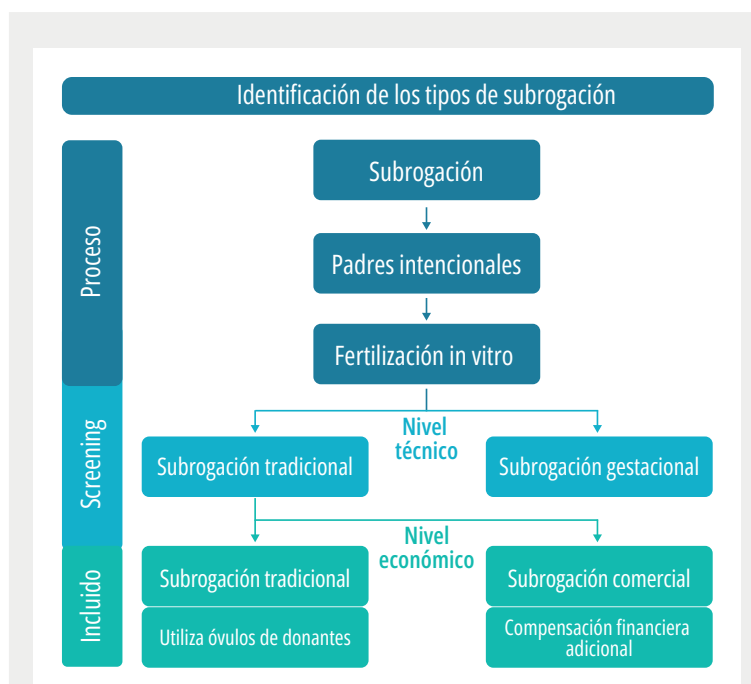 Identificación de los tipos de subrogación
Proceso
Subrogación
Padres intencionales
Fertilización in vitro
Screening
Nivel
técnico
Subrogación tradicional
Subrogación gestacional
Nivel
económico
Incluido
Subrogación tradicional
Subrogación comercial
Utiliza óvulos de donantes
Compensación financiera
adicional